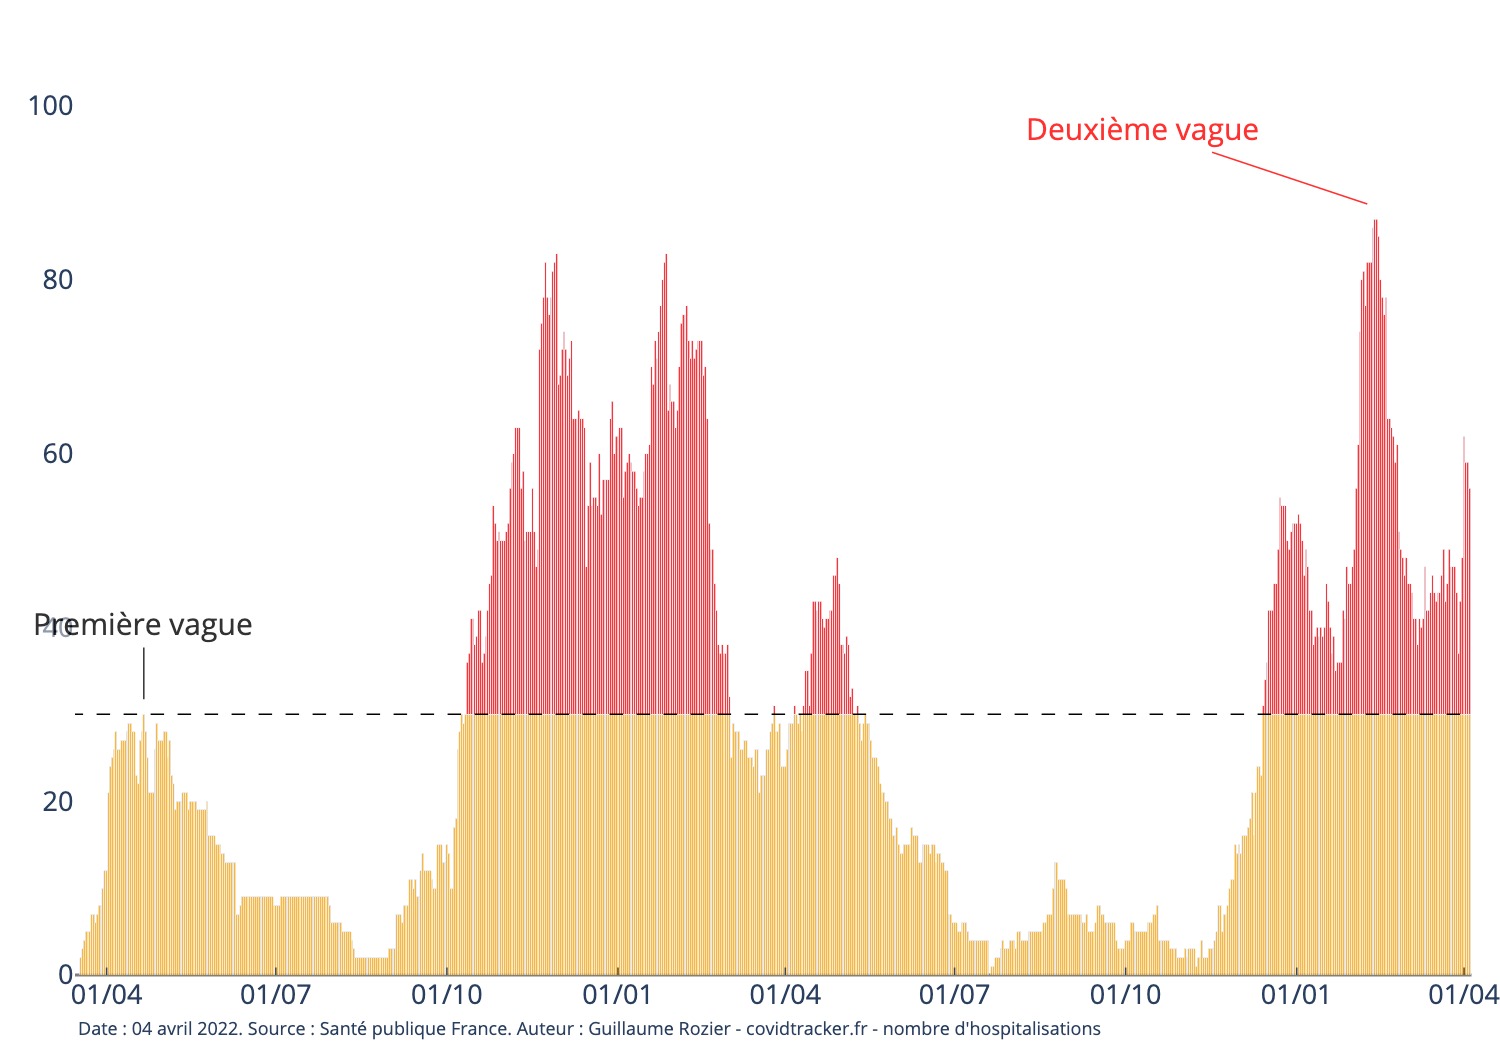 100
Deuxième vague
80
60
Première vague
40
20
0
01/04 01/07 01/10 01/01 01/04 01/07 01/10 01/01 01/04
Date : 04 avril 2022. Source : Santé publique France. Auteur : Guillaume Rozier - covidtracker.fr - nombre d'hospitalisations